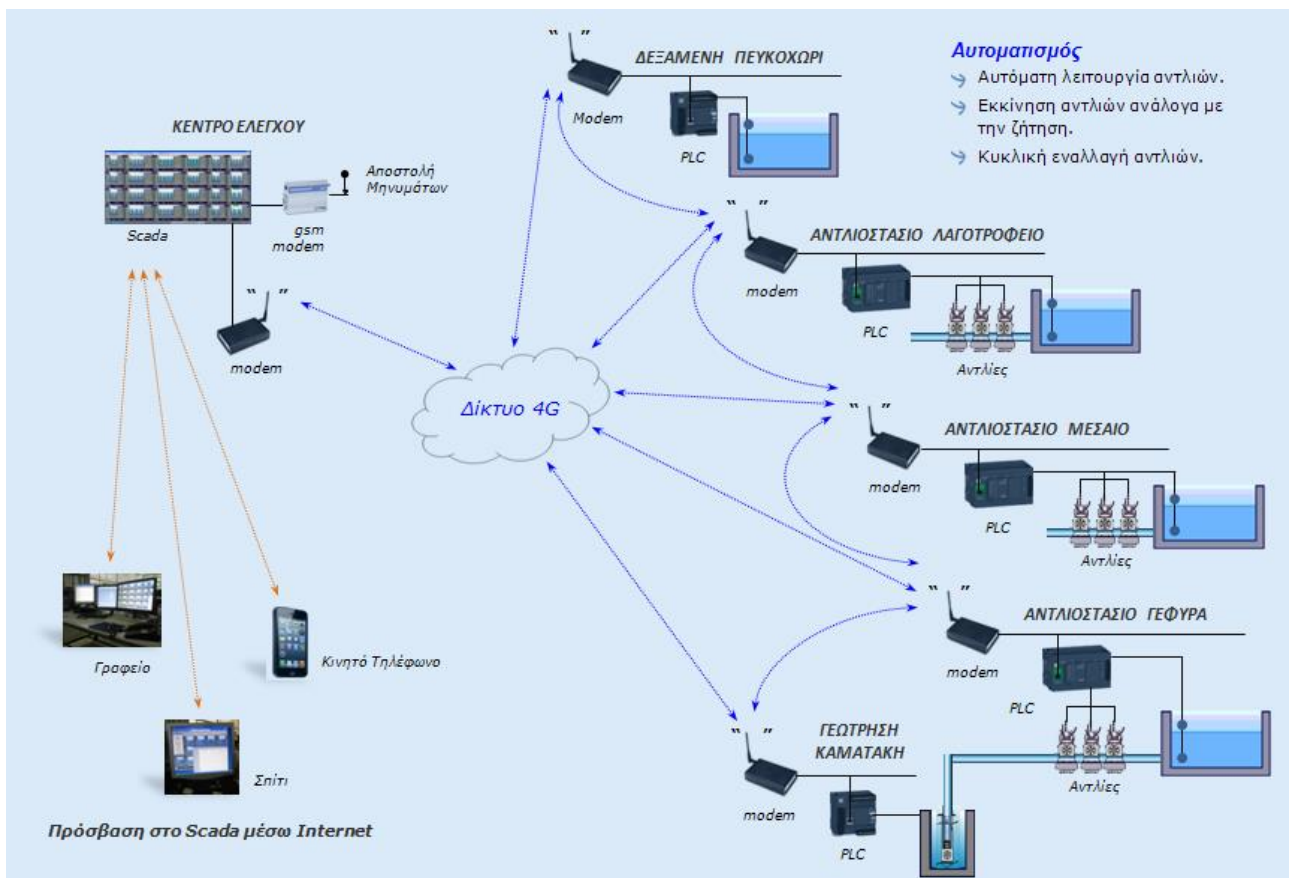 ΔΕΞΑΜΕΝΗ ΠΕΥΚΟΧΩΡΙ
Modem
PLC
Αυτοματισμός
Αυτόματη λειτουργία αντλιών.
Εκκίνηση αντλιών ανάλογα με
την ζήτηση.
Κυκλική εναλλαγή αντλιών.
ΚΕΝΤΡΟ ΕΛΕΓΧΟΥ
Αποστολή
Μηνυμάτων
Scada
gsm
modem
modem
ΑΝΤΛΙΟΣΤΑΣΙΟ ΛΑΓΟΤΡΟΦΕΙΟ
modem
PLC
Αντλίες
Δίκτυο 4G
ΑΝΤΛΙΟΣΤΑΣΙΟ ΜΕΣΑΙΟ
modem
PLC
Αντλίες
ΑΝΤΛΙΟΣΤΑΣΙΟ ΓΕΦΥΡΑ
modem
PLC
Αντλίες
ΓΕΩΤΡΗΣΗ
ΚΑΜΑΤΑΚΗ
modem
PLC
Γραφείο
Κινητό Τηλέφωνο
Σπίτι
Πρόσβαση στο Scada μέσω Internet